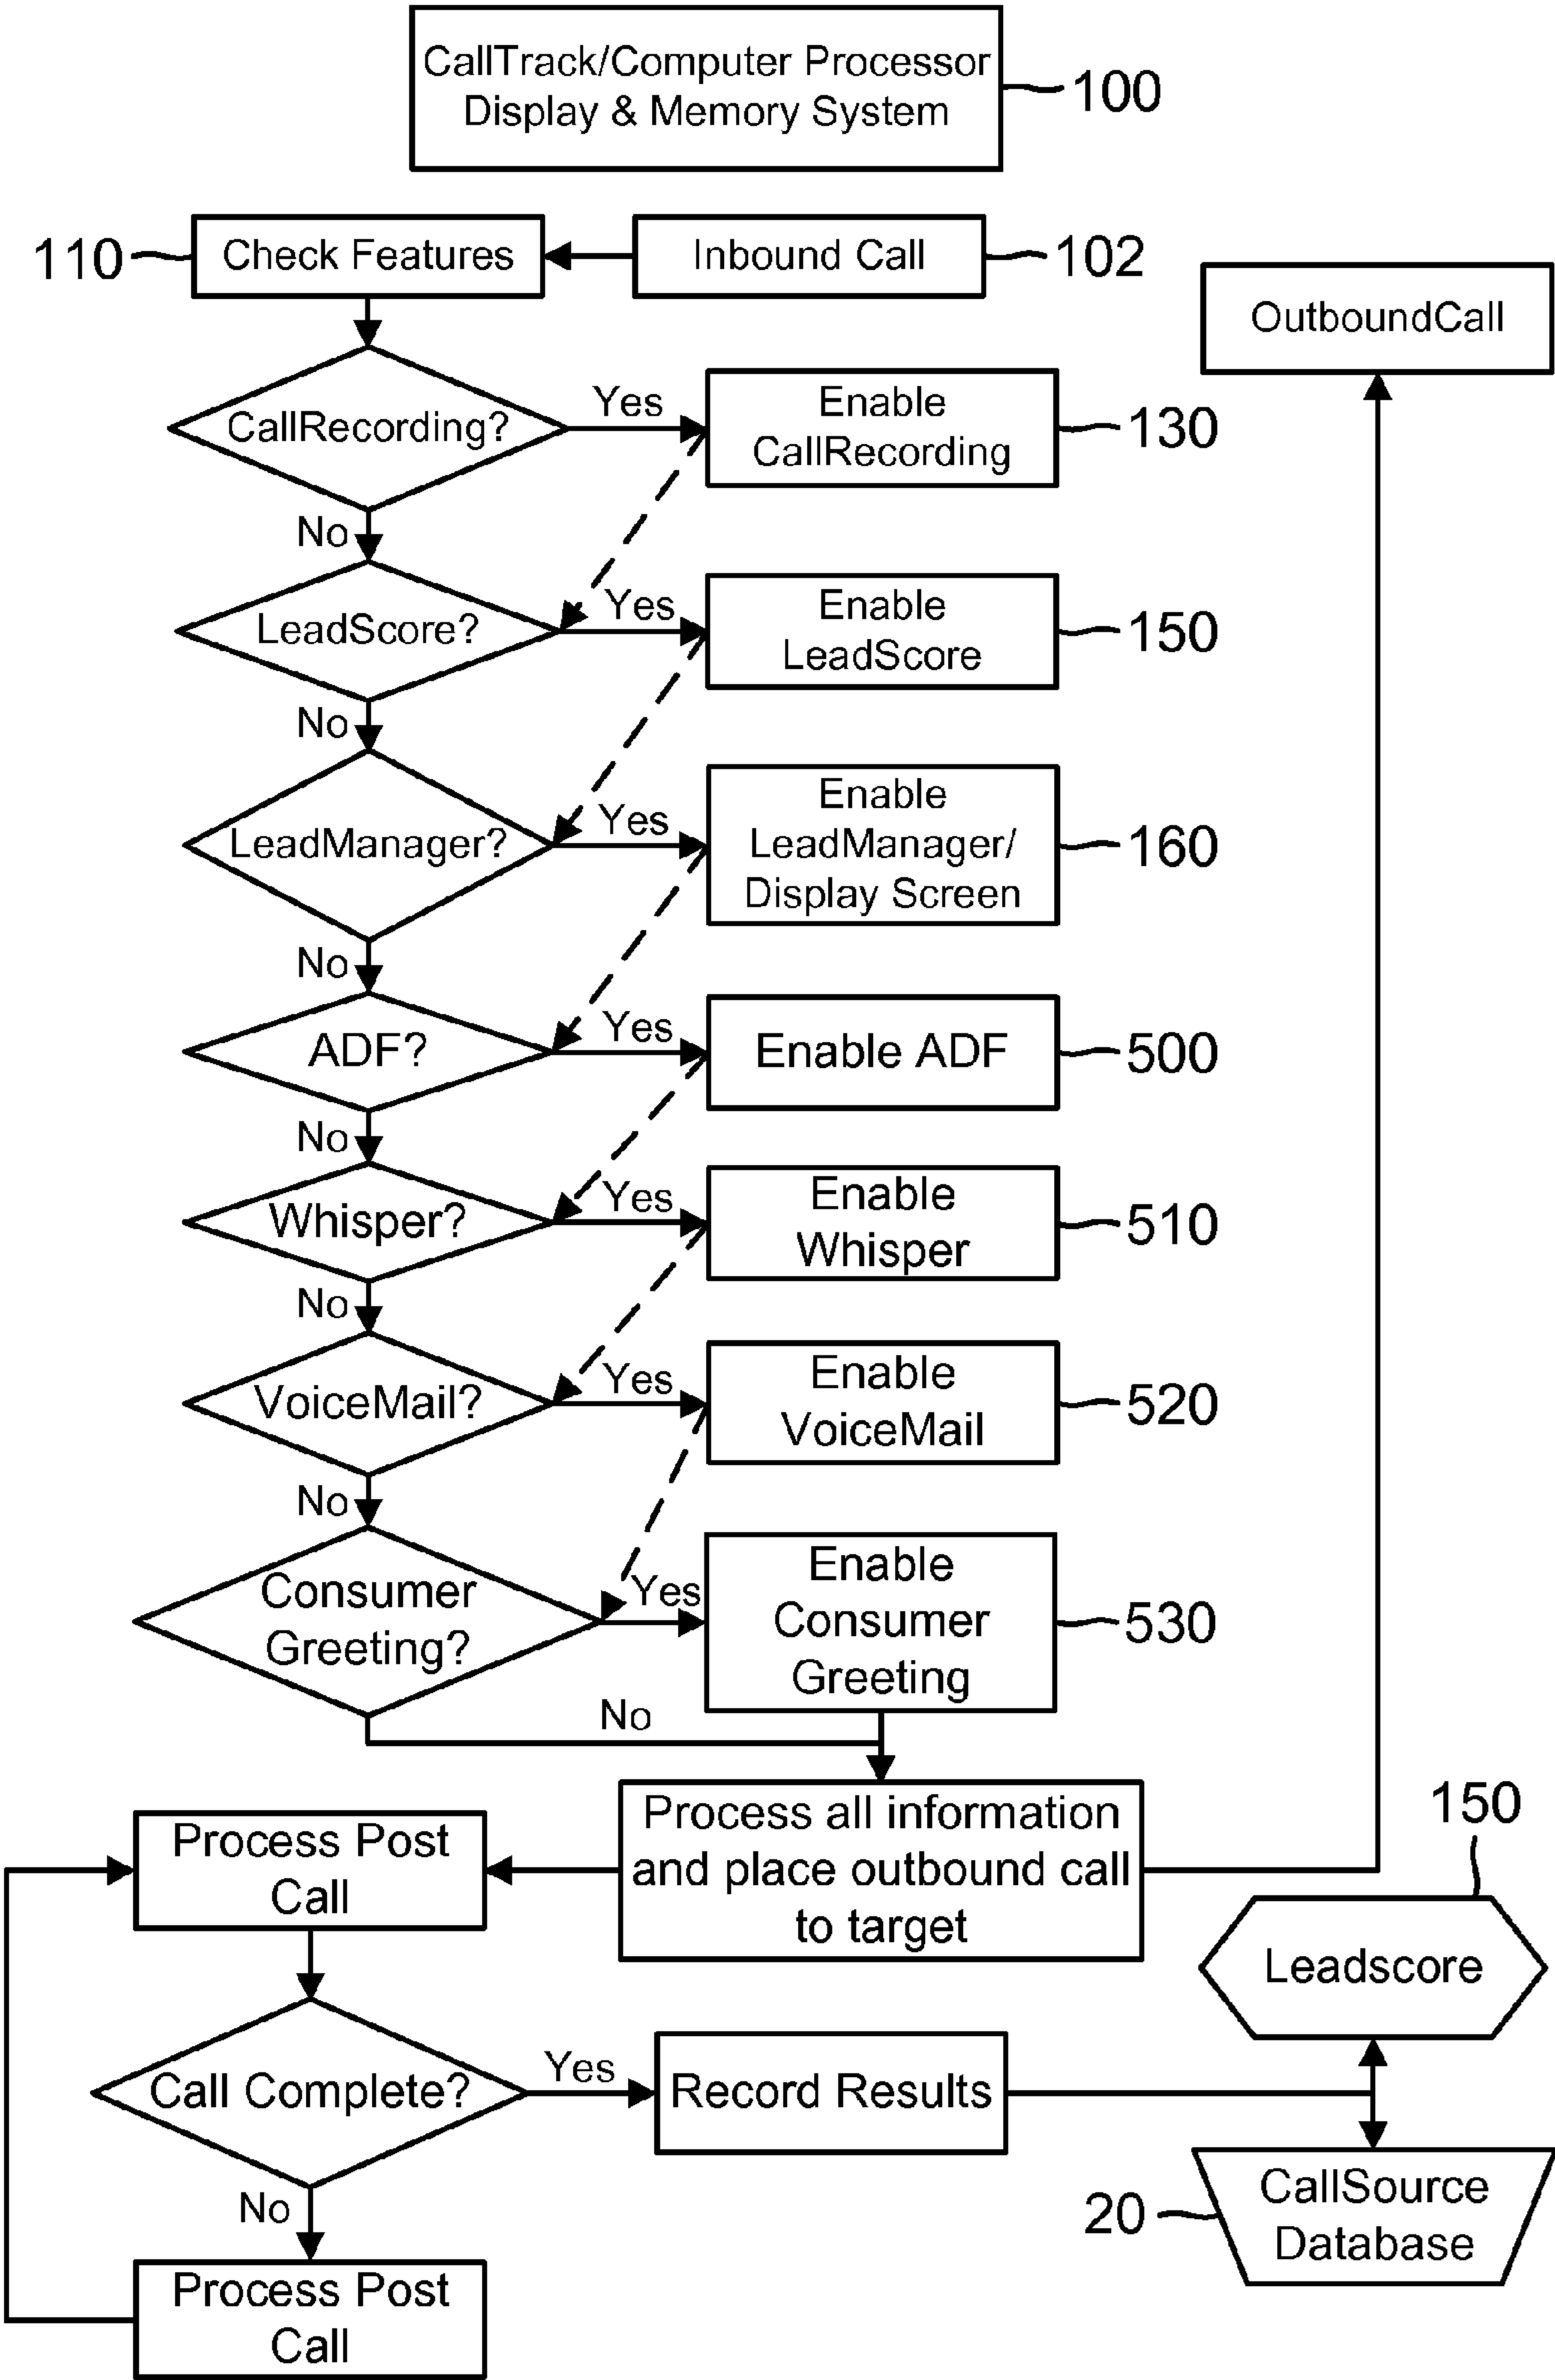 CallTrack/Computer Processor
Display & Memory System
100
110
Check Features
Inbound Call
102
OutboundCall
CallRecording?
Yes
Enable
CallRecording
130
No
LeadScore?
Yes
Enable
LeadScore
150
No
LeadManager?
Yes
Enable
LeadManager/
Display Screen
160
No
ADF?
Yes
Enable ADF
500
No
Whisper?
Yes
Enable
Whisper
510
No
VoiceMail?
Yes
Enable
VoiceMail
520
No
Consumer
Greeting?
Yes
Enable
Consumer
Greeting
530
No
Process all information
and place outbound call
to target
Process Post
Call
150
Leadscore
Call Complete?
Yes
Record Results
No
20
CallSource
Database
Process Post
Call